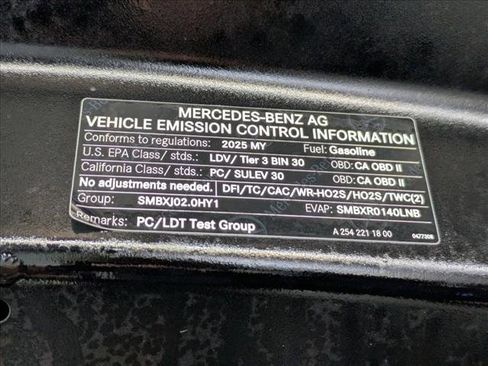 MERCEDES-BENZ AG
VEHICLE EMISSION CONTROL INFORMATION
Conforms to regulations: 2025 MY Fuel: Gasoline
U.S. EPA Class/ stds.: LDV/ Tier 3 BIN 30 OBD: CA OBD II
California Class/ stds.: PC/ SULEV 30 OBD: CA OBD II
No adjustments needed. DFI/TC/CAC/WR-HO2S/HO2S/TWC(2)
Group: SMBXJ02.0HY1 EVAP: SMBXR0140LNB
Remarks: PC/LDT Test Group A 254 221 18 00